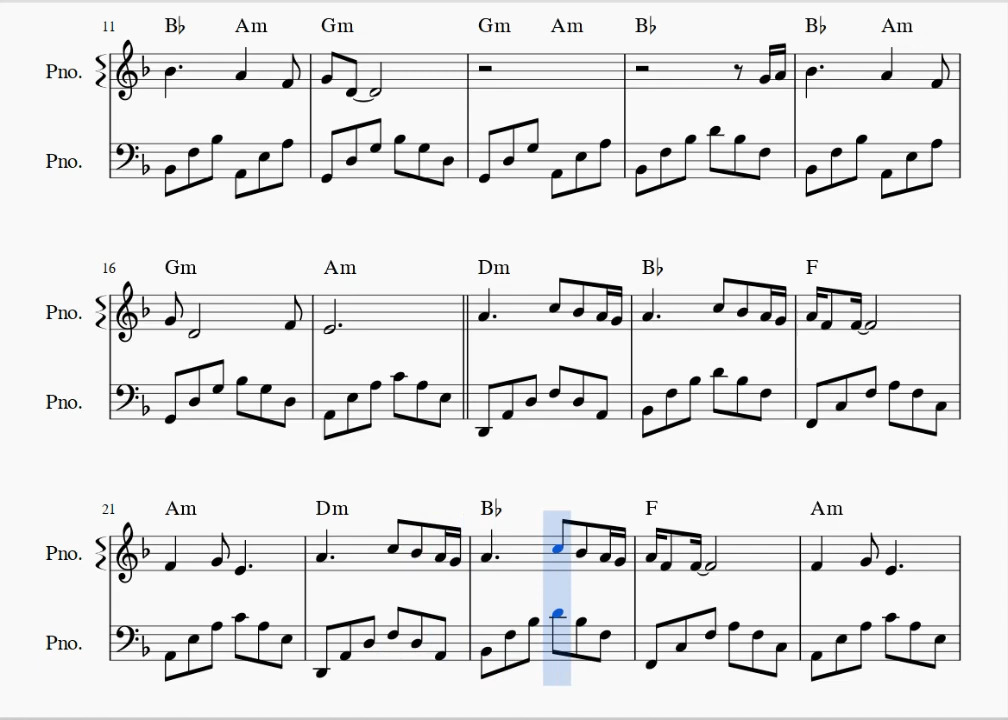 11 B♭ Am Gm Gm Am B♭ B♭ Am
Pno.
Pno.
16 Gm Am Dm B♭ F
Pno.
Pno.
21 Am Dm B♭ F Am
Pno.
Pno.